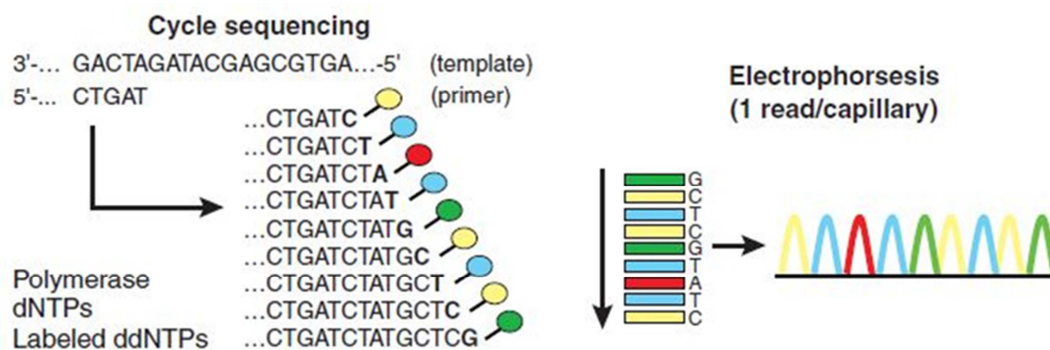 Cycle sequencing
3'-... GACTAGATACGAGCGTGA...-5' (template)
5'-... CTGAT (primer)
...CTGATC
...CTGATCT
...CTGATCTA
...CTGATCTAT
...CTGATCTATG
...CTGATCTATGC
...CTGATCTATGCT
...CTGATCTATGCTC
...CTGATCTATGCTCG
Polymerase
dNTPs
Labeled ddNTPs
Electrophorsesis
(1 read/capillary)
G
C
T
C
G
T
A
T
C